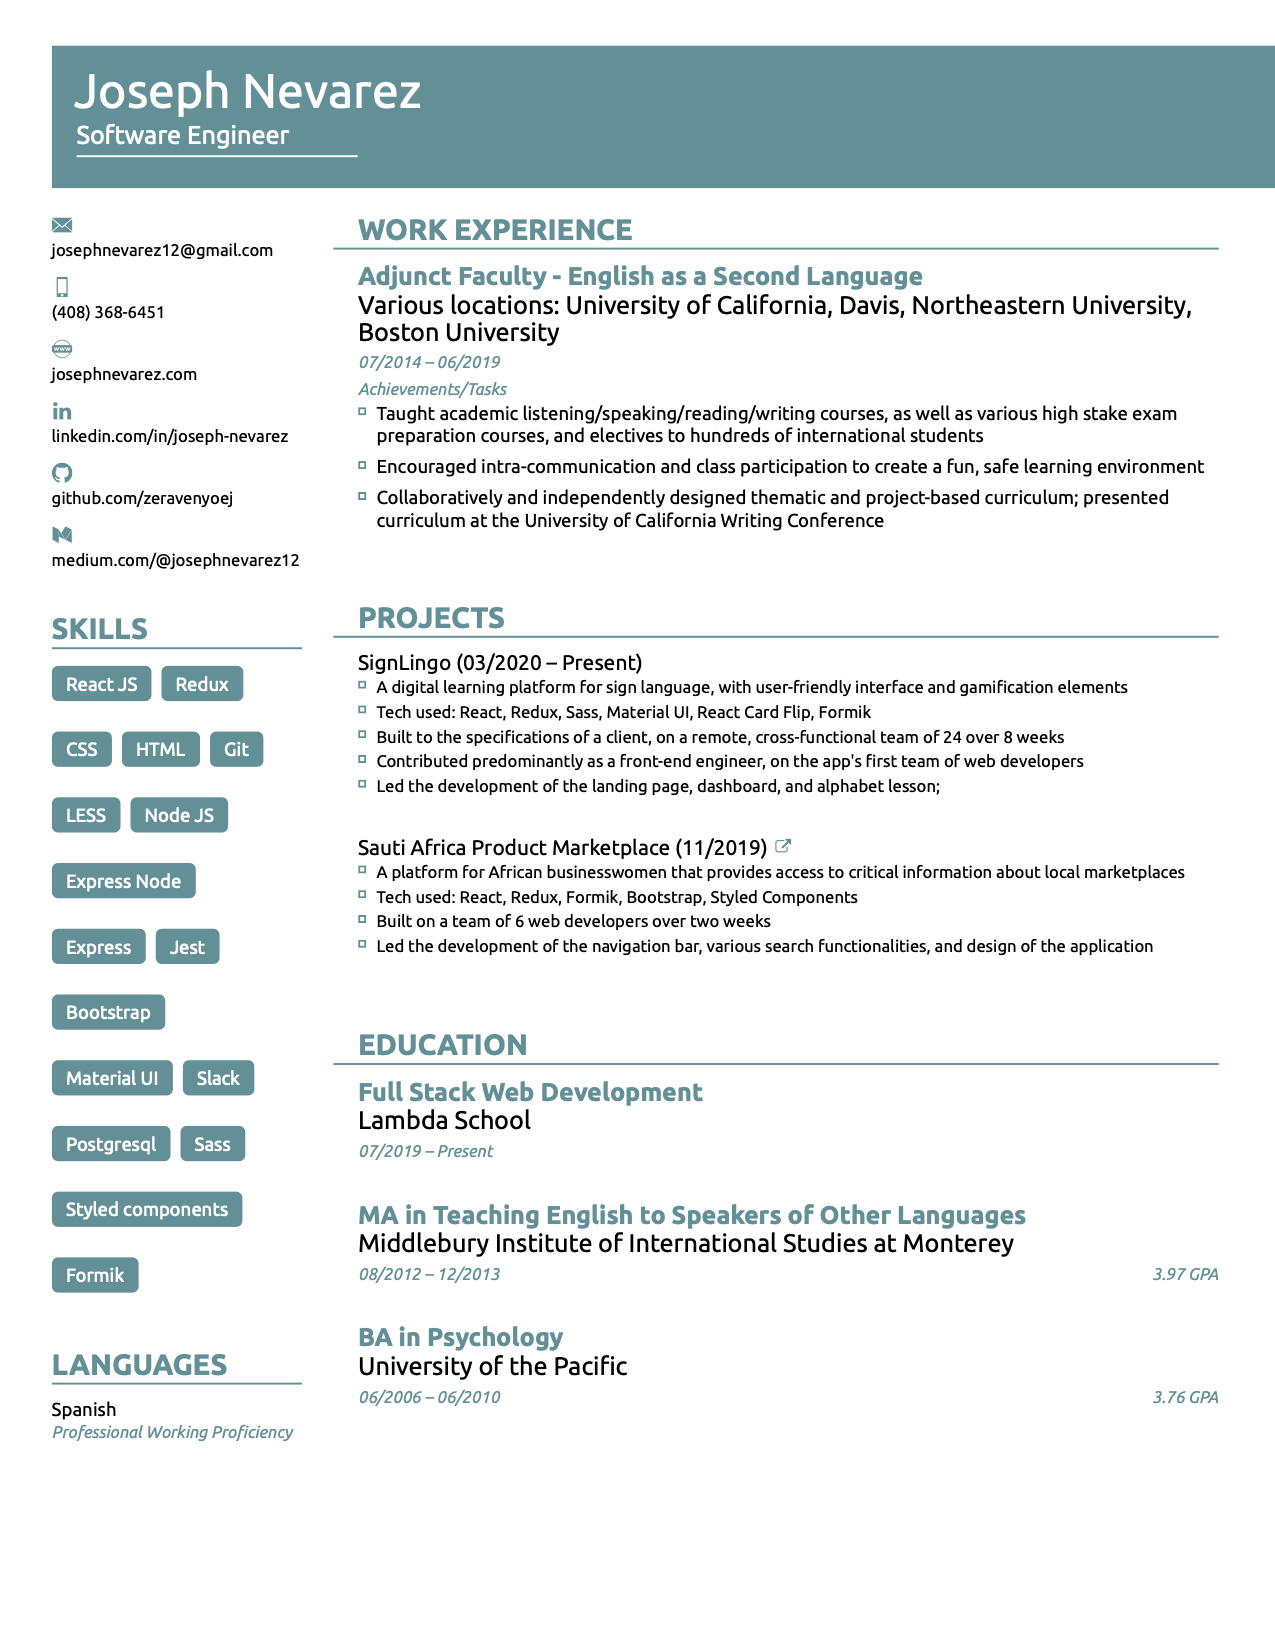 Joseph Nevarez
Software Engineer
josephnevarez12@gmail.com
(408) 368-6451
www
josephnevarez.com
in
linkedin.com/in/joseph-nevarez
github.com/zeravenyoej
medium.com/@josephnevarez12
SKILLS
React JS Redux
CSS HTML Git
LESS Node JS
Express Node
Express Jest
Bootstrap
Material UI Slack
Postgresql Sass
Styled components
Formik
LANGUAGES
Spanish
Professional Working Proficiency
WORK EXPERIENCE
Adjunct Faculty - English as a Second Language
Various locations: University of California, Davis, Northeastern University,
Boston University
07/2014 – 06/2019
Achievements/Tasks
Taught academic listening/speaking/reading/writing courses, as well as various high stake exam
preparation courses, and electives to hundreds of international students
Encouraged intra-communication and class participation to create a fun, safe learning environment
Collaboratively and independently designed thematic and project-based curriculum; presented
curriculum at the University of California Writing Conference
PROJECTS
SignLingo (03/2020 – Present)
A digital learning platform for sign language, with user-friendly interface and gamification elements
Tech used: React, Redux, Sass, Material UI, React Card Flip, Formik
Built to the specifications of a client, on a remote, cross-functional team of 24 over 8 weeks
Contributed predominantly as a front-end engineer, on the app's first team of web developers
Led the development of the landing page, dashboard, and alphabet lesson;
Sauti Africa Product Marketplace (11/2019)
A platform for African businesswomen that provides access to critical information about local marketplaces
Tech used: React, Redux, Formik, Bootstrap, Styled Components
Built on a team of 6 web developers over two weeks
Led the development of the navigation bar, various search functionalities, and design of the application
EDUCATION
Full Stack Web Development
Lambda School
07/2019 – Present
MA in Teaching English to Speakers of Other Languages
Middlebury Institute of International Studies at Monterey
08/2012 – 12/2013 3.97 GPA
BA in Psychology
University of the Pacific
06/2006 – 06/2010 3.76 GPA